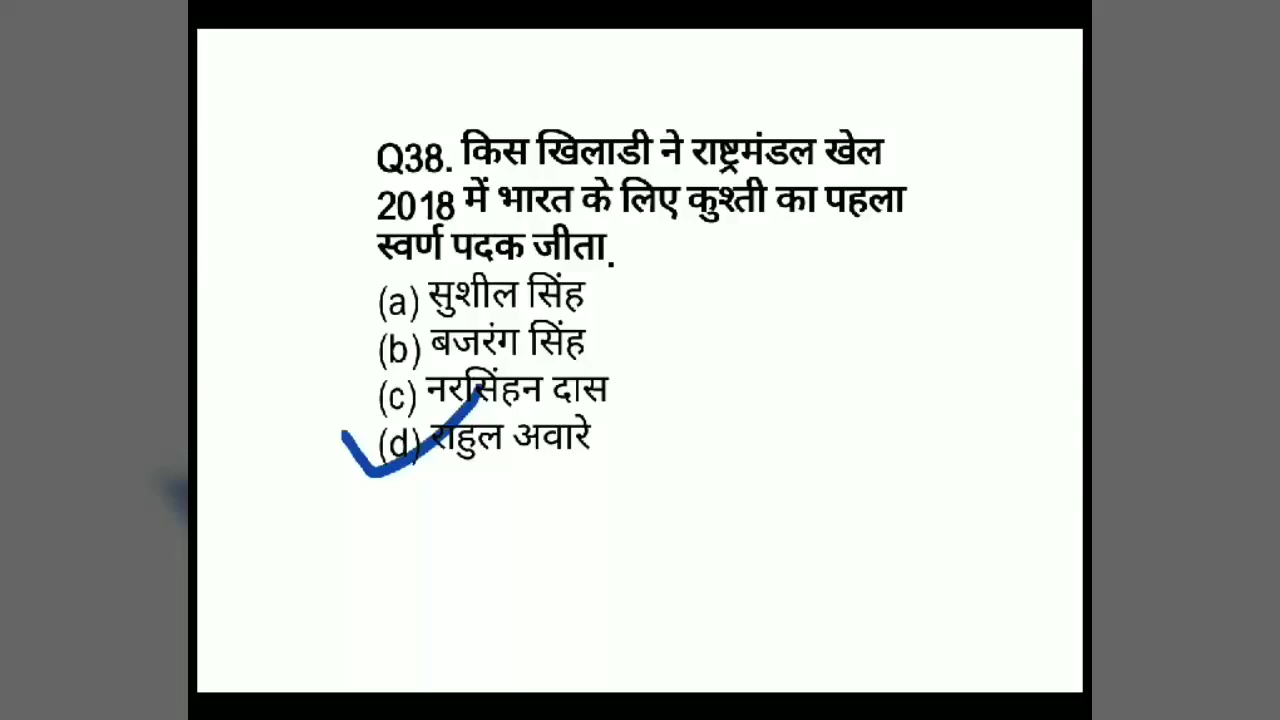 Q38. किस खिलाडी ने राष्ट्रमंडल खेल
2018 में भारत के लिए कुश्ती का पहला
स्वर्ण पदक जीता.
(a) सुशील सिंह
(b) बजरंग सिंह
(c) नरसिंहन दास
(d) राहुल अवारे